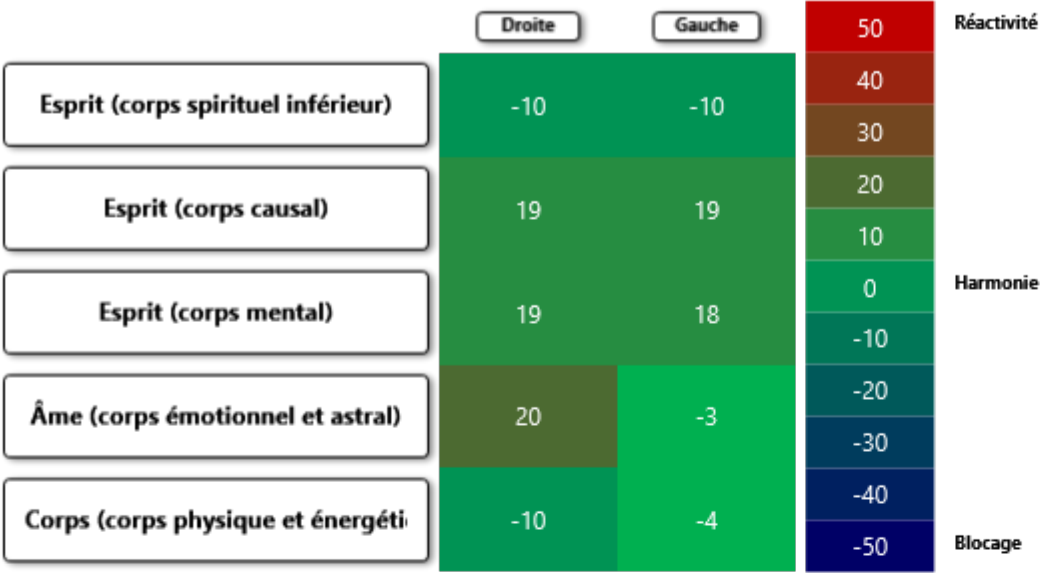 Droite Gauche
50 Réactivité
40
Esprit (corps spirituel inférieur) -10 -10
30
20
Esprit (corps causal) 19 19
10
0 Harmonie
Esprit (corps mental) 19 18
-10
-20
Âme (corps émotionnel et astral) 20 -3
-30
-40
Corps (corps physique et énergéti -10 -4
-50 Blocage